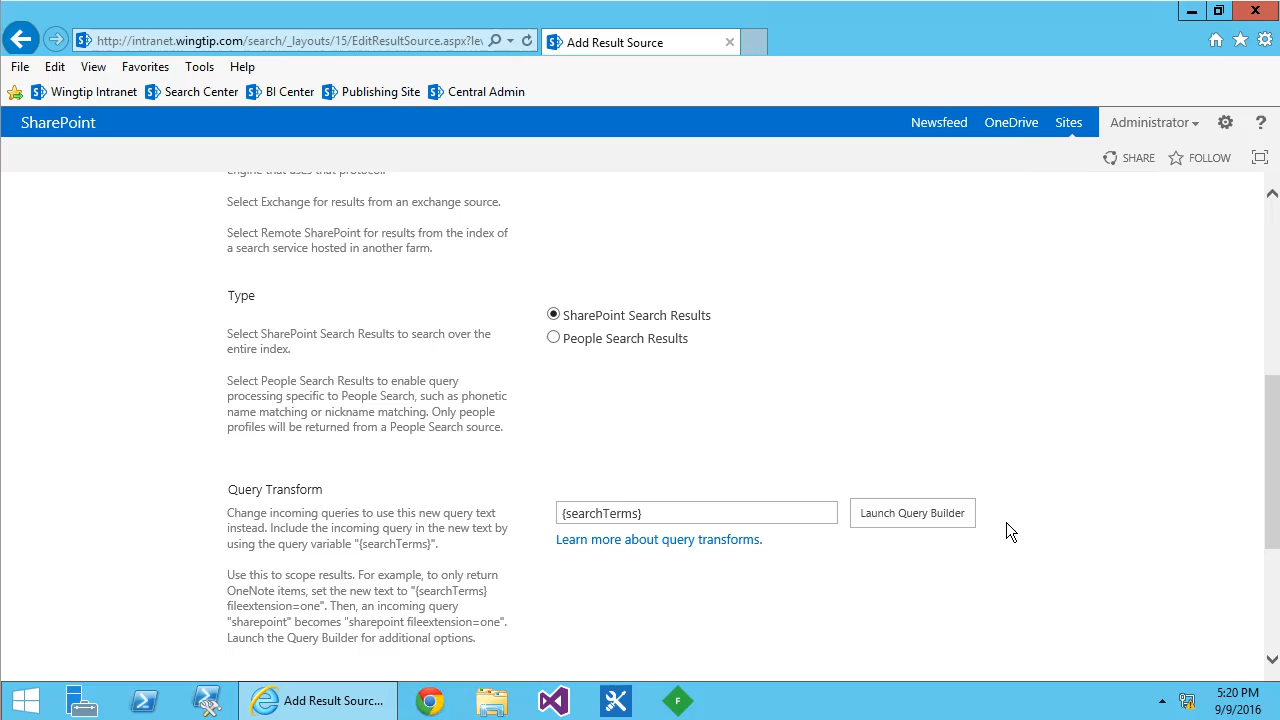 http://intranet.wingtip.com/search/_layouts/15/EditResultSource.aspx?le
Add Result Source
File Edit View Favorites Tools Help
Wingtip Intranet Search Center BI Center Publishing Site Central Admin
SharePoint
Newsfeed OneDrive Sites Administrator ?
SHARE FOLLOW
engine that uses that protocol.
Select Exchange for results from an exchange source.
Select Remote SharePoint for results from the index of
a search service hosted in another farm.
Type
SharePoint Search Results
People Search Results
Select SharePoint Search Results to search over the
entire index.
Select People Search Results to enable query
processing specific to People Search, such as phonetic
name matching or nickname matching. Only people
profiles will be returned from a People Search source.
Query Transform
Change incoming queries to use this new query text
instead. Include the incoming query in the new text by
using the query variable "{searchTerms}".
{searchTerms}
Launch Query Builder
Learn more about query transforms.
Use this to scope results. For example, to only return
OneNote items, set the new text to "{searchTerms}
fileextension=one". Then, an incoming query
"sharepoint" becomes "sharepoint fileextension=one".
Launch the Query Builder for additional options.
Add Result Sourc...
F
5:20 PM
9/9/2016